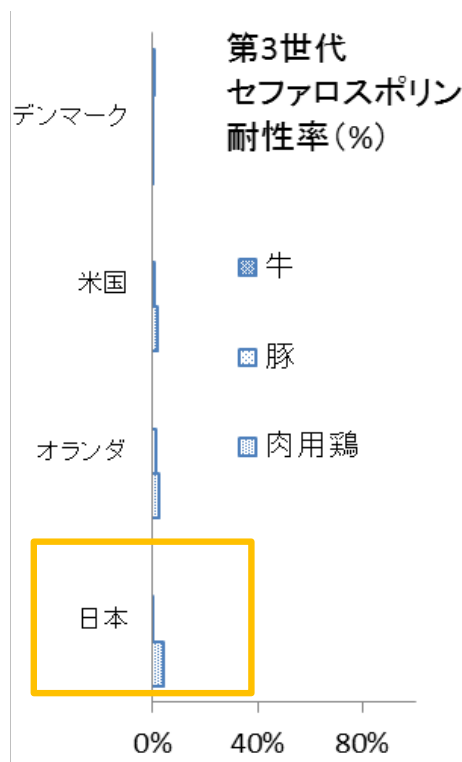 第3世代
セファロスポリン
耐性率(%)
デンマーク
米国
オランダ
日本
牛
豚
肉用鶏
0% 40% 80%